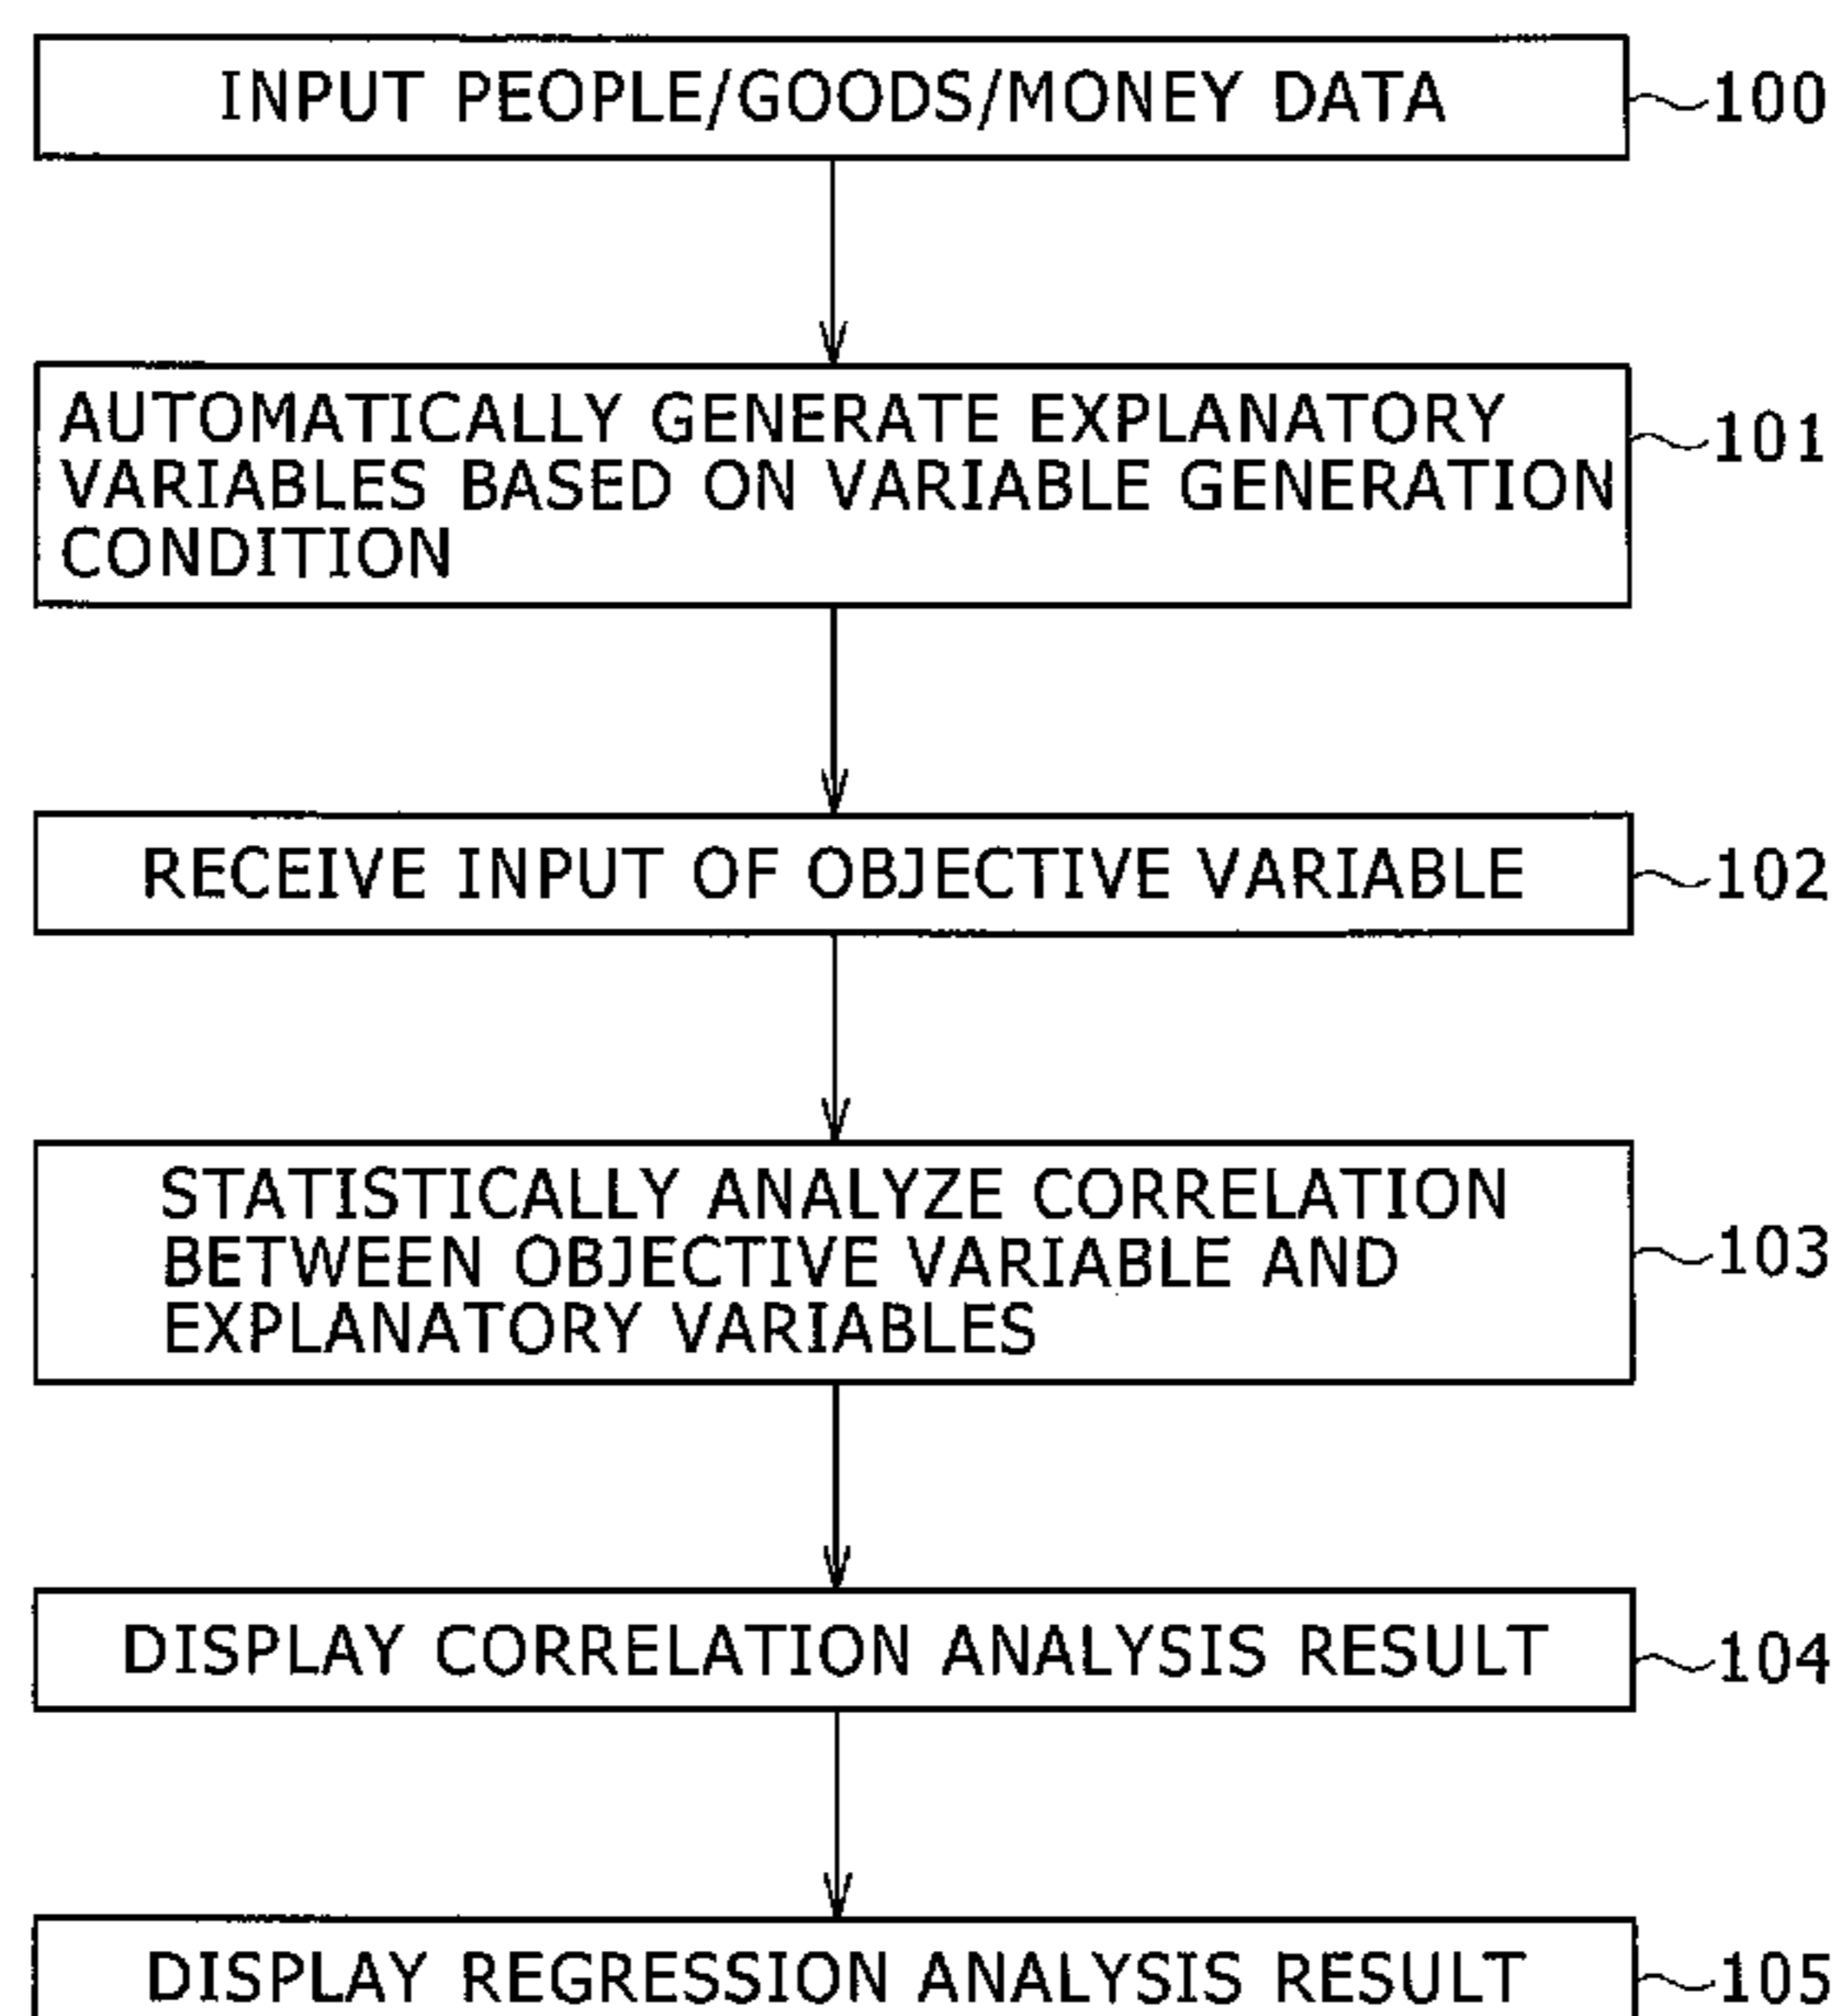 INPUT PEOPLE/GOODS/MONEY DATA
100
AUTOMATICALLY GENERATE EXPLANATORY
VARIABLES BASED ON VARIABLE GENERATION
CONDITION
101
RECEIVE INPUT OF OBJECTIVE VARIABLE
102
STATISTICALLY ANALYZE CORRELATION
BETWEEN OBJECTIVE VARIABLE AND
EXPLANATORY VARIABLES
103
DISPLAY CORRELATION ANALYSIS RESULT
104
DISPLAY REGRESSION ANALYSIS RESULT
105